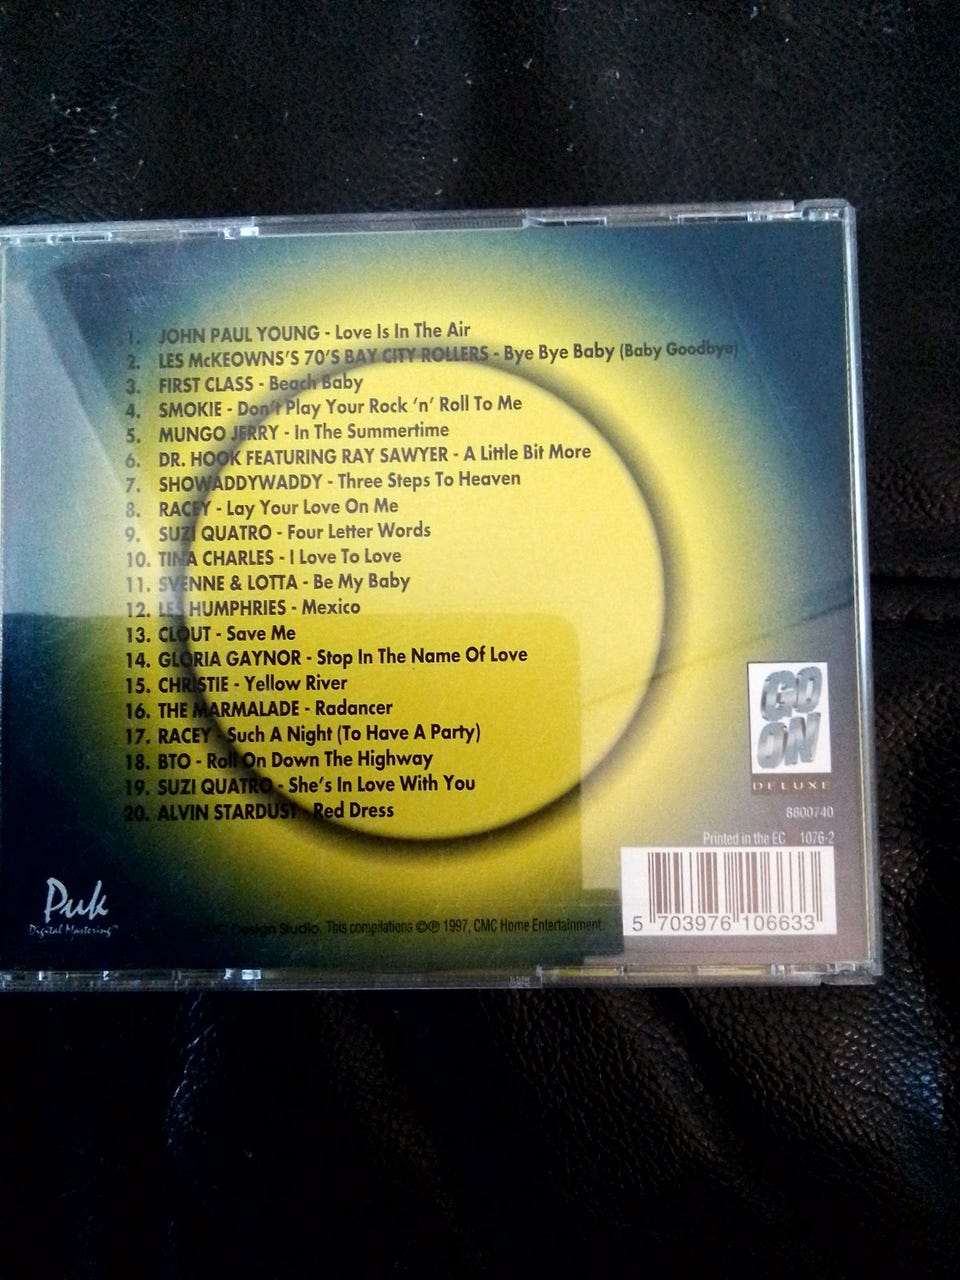 1. JOHN PAUL YOUNG - Love Is In The Air
2. LES McKEOWNS'S 70'S BAY CITY ROLLERS - Bye Bye Baby (Baby Goodbye)
3. FIRST CLASS - Beach Baby
4. SMOKIE - Don't Play Your Rock 'n' Roll To Me
5. MUNGO JERRY - In The Summertime
6. DR. HOOK FEATURING RAY SAWYER - A Little Bit More
7. SHOWADDYWADDY - Three Steps To Heaven
8. RACEY - Lay Your Love On Me
9. SUZI QUATRO - Four Letter Words
10. TINA CHARLES - I Love To Love
11. SVENNE & LOTTA - Be My Baby
12. LES HUMPHRIES - Mexico
13. CLOUT - Save Me
14. GLORIA GAYNOR - Stop In The Name Of Love
15. CHRISTIE - Yellow River
16. THE MARMALADE - Radancer
17. RACEY - Such A Night (To Have A Party)
18. BTO - Roll On Down The Highway
19. SUZI QUATRO - She's In Love With You
20. ALVIN STARDUST - Red Dress
GO
ON
DELUXE
8800740
Printed in the EC 1076-2
5 703976 106633
Puk
Digital Mastering™
Design Studio. This compilations ©℗ 1997, CMC Home Entertainment